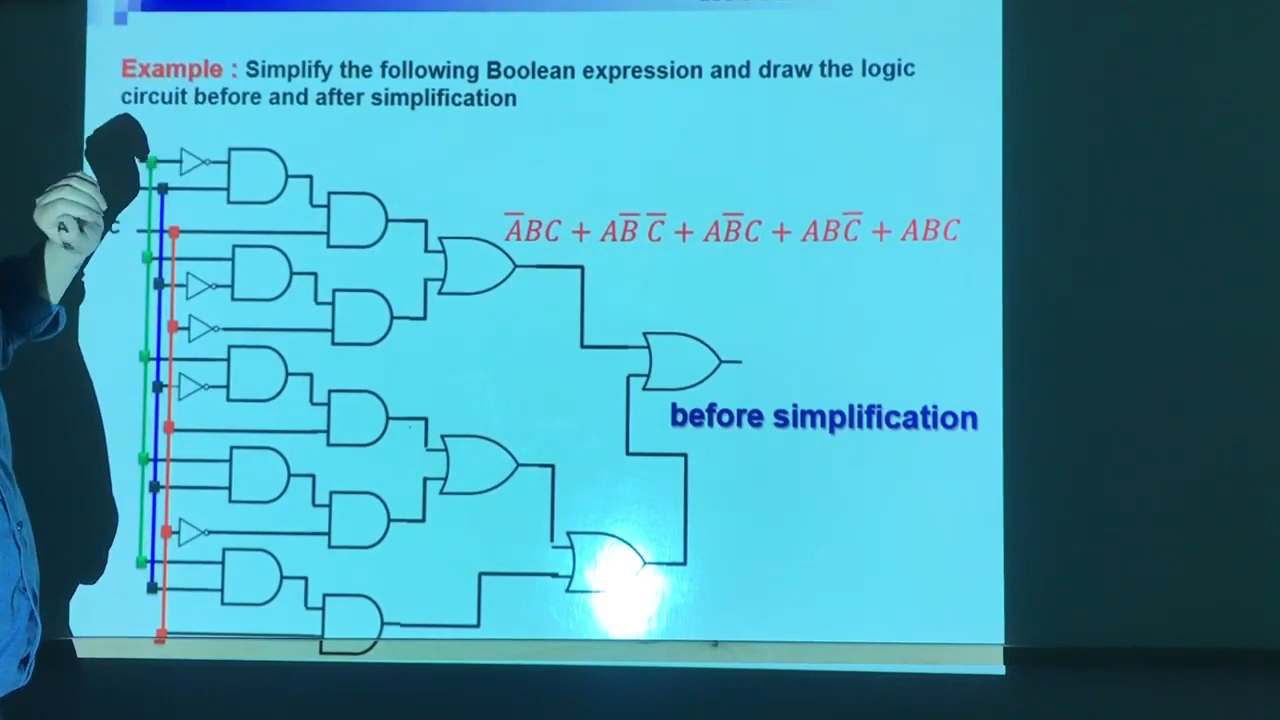 Example : Simplify the following Boolean expression and draw the logic
circuit before and after simplification
A
C
A̅BC + AB̅ C̅ + AB̅C + ABC̅ + ABC
before simplification